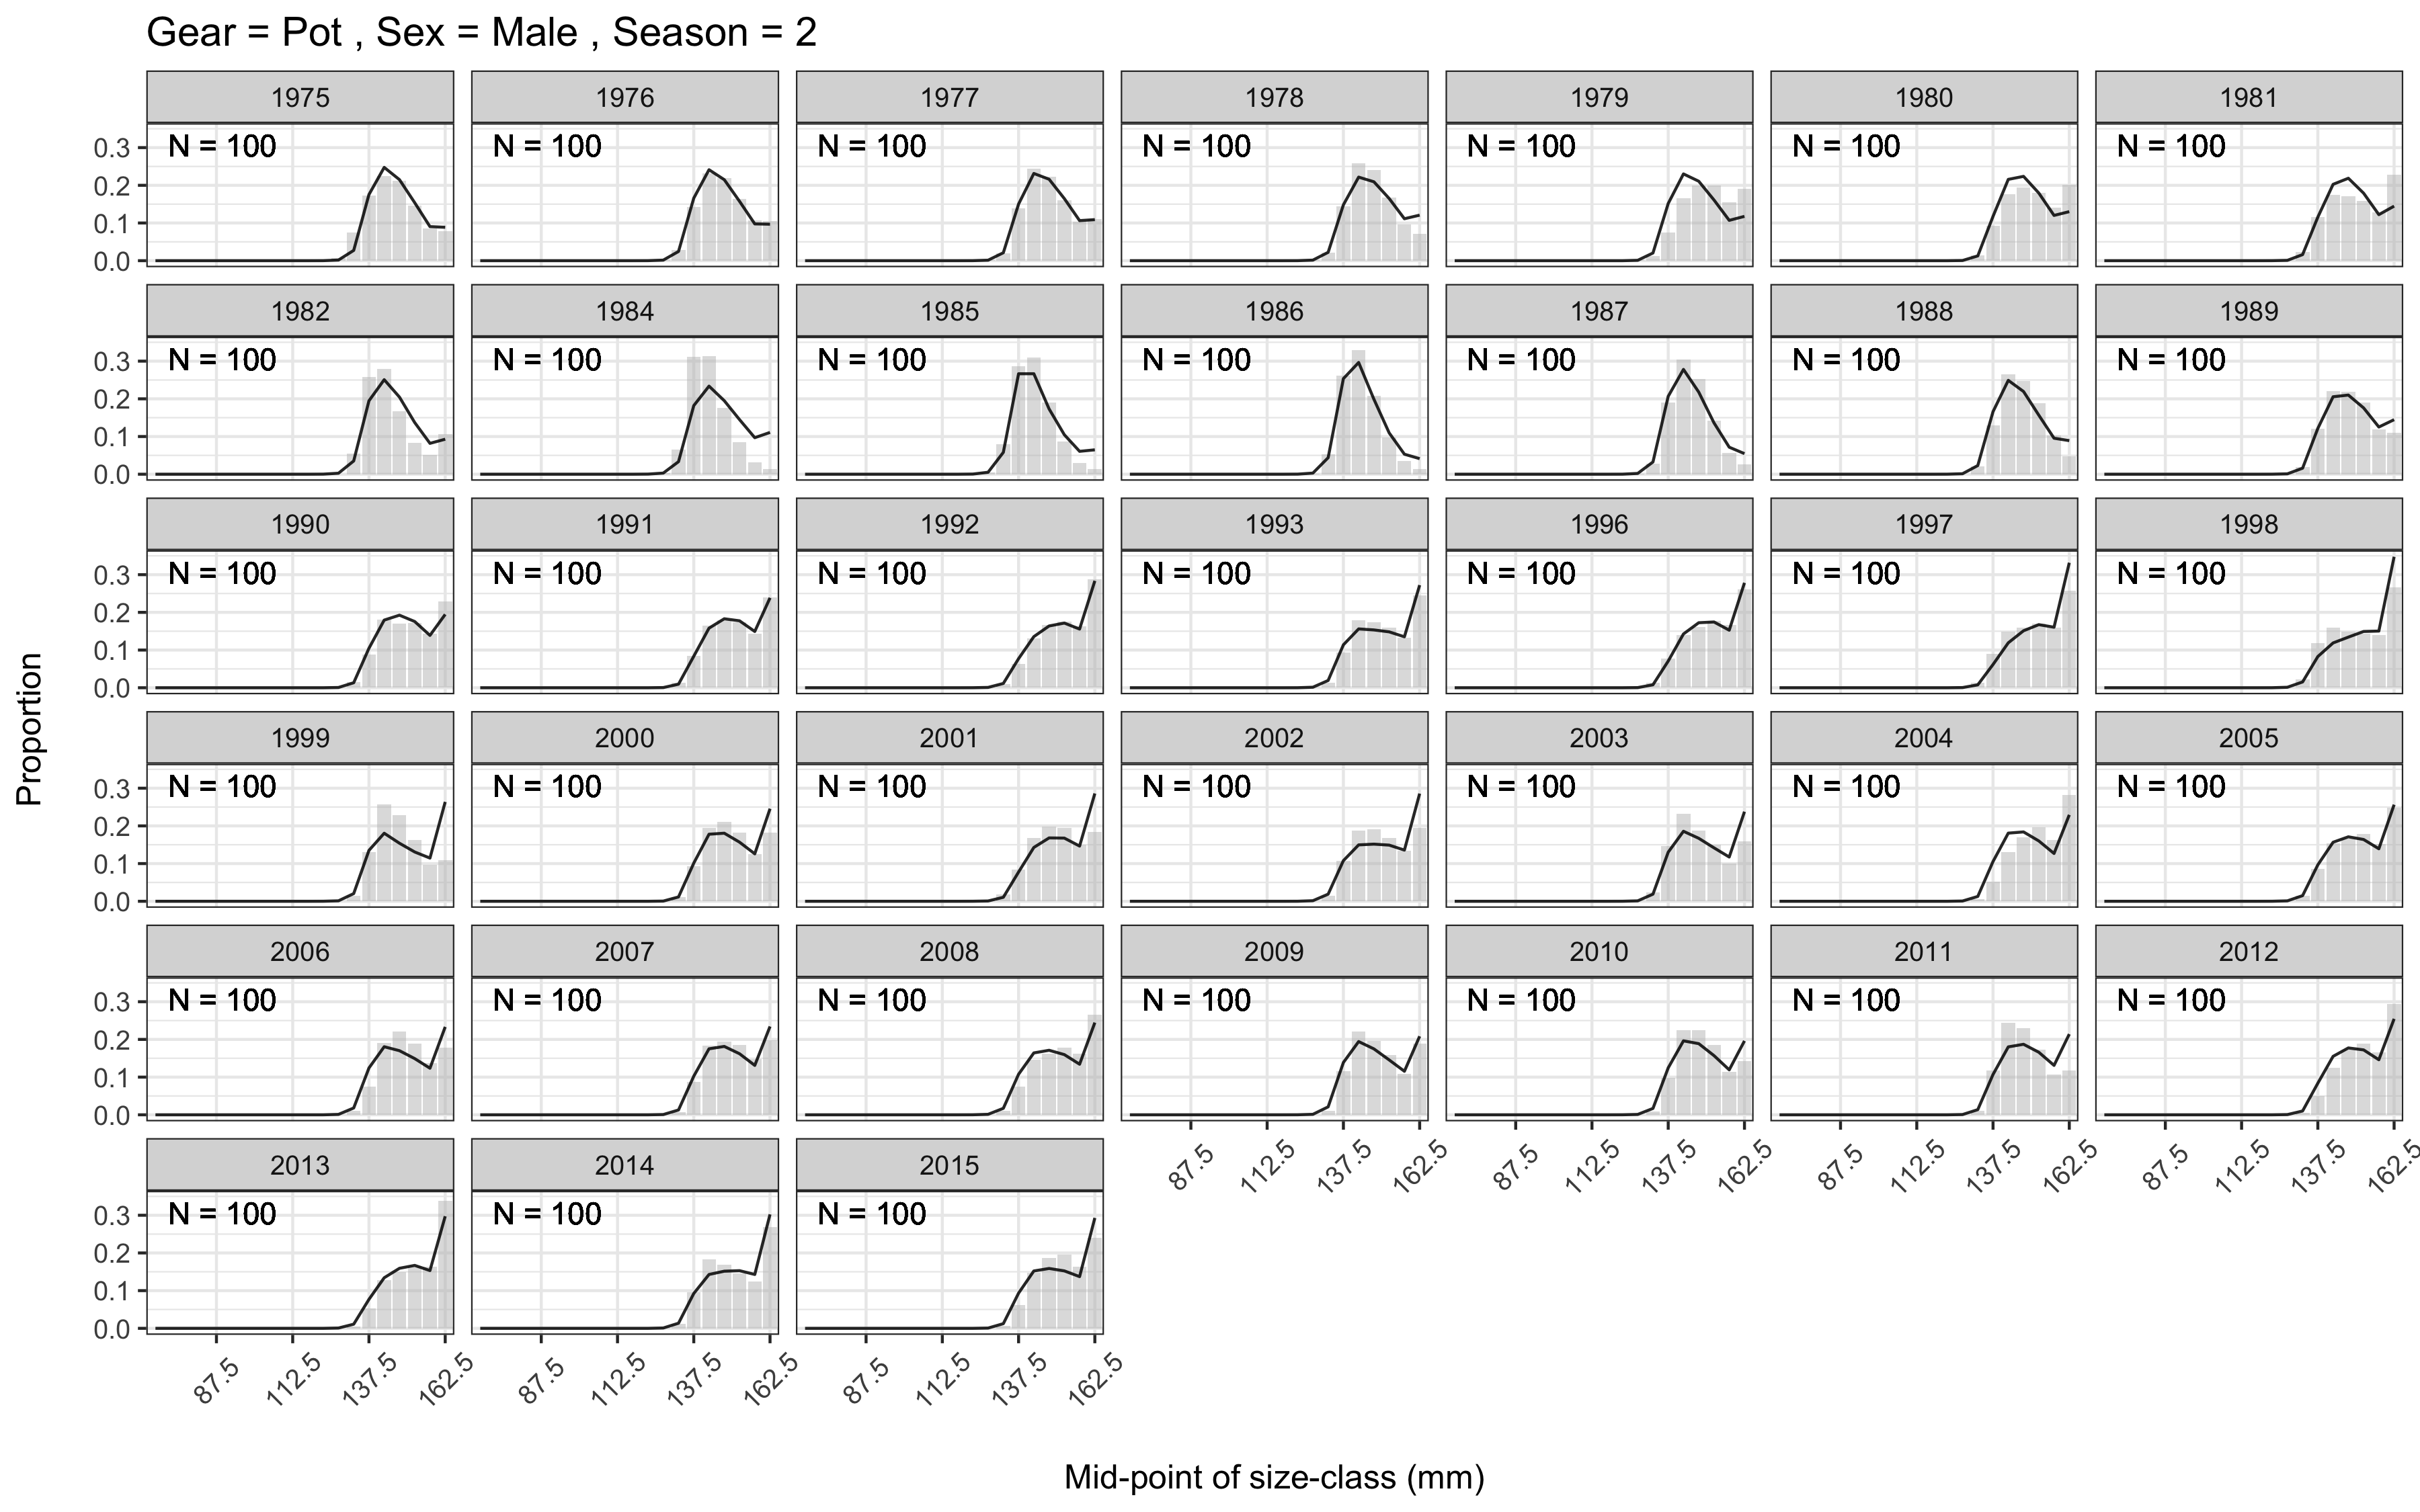 Gear = Pot , Sex = Male , Season = 2
1975 1976 1977 1978 1979 1980 1981
N = 100 N = 100 N = 100 N = 100 N = 100 N = 100 N = 100
0.3
0.2
0.1
0.0
1982 1984 1985 1986 1987 1988 1989
N = 100 N = 100 N = 100 N = 100 N = 100 N = 100 N = 100
0.3
0.2
0.1
0.0
1990 1991 1992 1993 1996 1997 1998
N = 100 N = 100 N = 100 N = 100 N = 100 N = 100 N = 100
0.3
0.2
0.1
0.0
Proportion
1999 2000 2001 2002 2003 2004 2005
N = 100 N = 100 N = 100 N = 100 N = 100 N = 100 N = 100
0.3
0.2
0.1
0.0
2006 2007 2008 2009 2010 2011 2012
N = 100 N = 100 N = 100 N = 100 N = 100 N = 100 N = 100
0.3
0.2
0.1
0.0
87.5 112.5 137.5 162.5 87.5 112.5 137.5 162.5 87.5 112.5 137.5 162.5 87.5 112.5 137.5 162.5
2013 2014 2015
N = 100 N = 100 N = 100
0.3
0.2
0.1
0.0
87.5 112.5 137.5 162.5 87.5 112.5 137.5 162.5 87.5 112.5 137.5 162.5
Mid-point of size-class (mm)